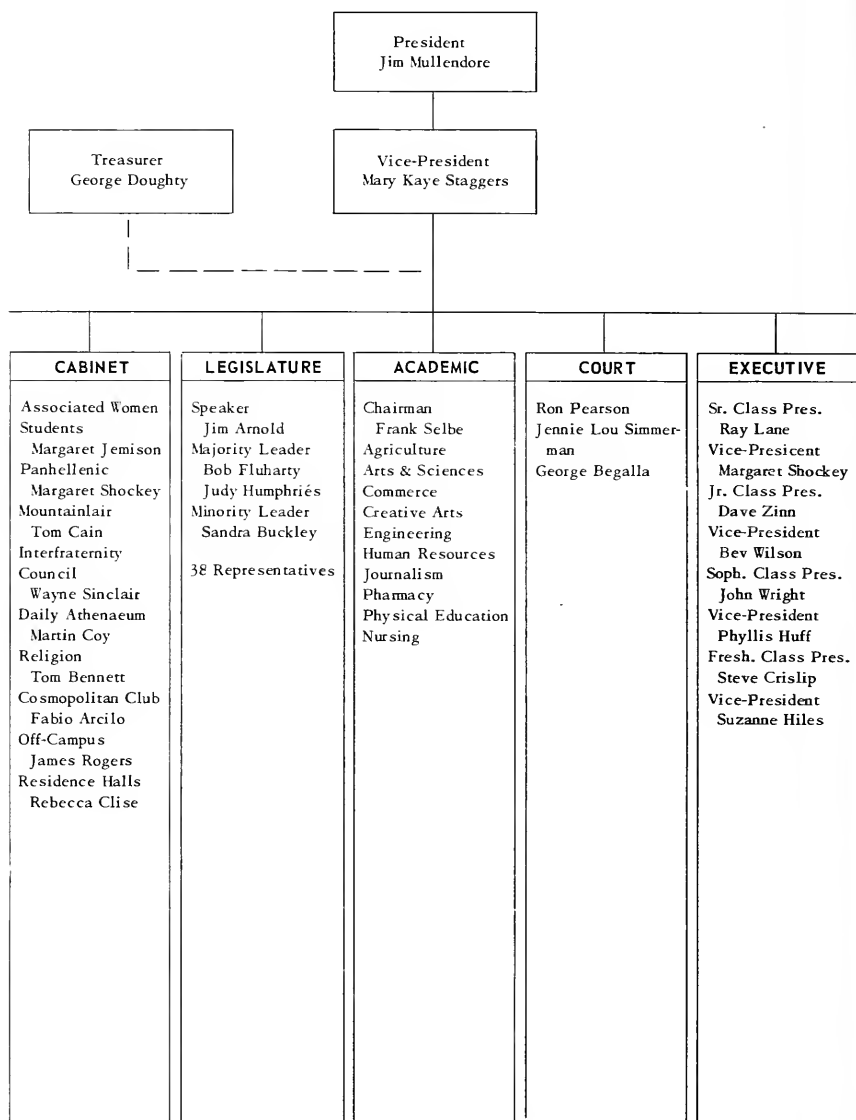 President
Jim Mullendore
Treasurer
George Doughty
Vice-President
Mary Kaye Staggers
CABINET
Associated Women
Students
Margaret Jemison
Panhellenic
Margaret Shockey
Mountainlair
Tom Cain
Interfraternity
Council
Wayne Sinclair
Daily Athenaeum
Martin Coy
Religion
Tom Bennett
Cosmopolitan Club
Fabio Arcilo
Off-Campus
James Rogers
Residence Halls
Rebecca Clise
LEGISLATURE
Speaker
Jim Arnold
Majority Leader
Bob Fluharty
Judy Humphriés
Minority Leader
Sandra Buckley
38 Representatives
ACADEMIC
Chairman
Frank Selbe
Agriculture
Arts & Sciences
Commerce
Creative Arts
Engineering
Human Resources
Journalism
Pharmacy
Physical Education
Nursing
COURT
Ron Pearson
Jennie Lou Simmer-
man
George Begalla
EXECUTIVE
Sr. Class Pres.
Ray Lane
Vice-Presicent
Margaret Shockey
Jr. Class Pres.
Dave Zinn
Vice-President
Bev Wilson
Soph. Class Pres.
John Wright
Vice-President
Phyllis Huff
Fresh. Class Pres.
Steve Crislip
Vice-President
Suzanne Hiles